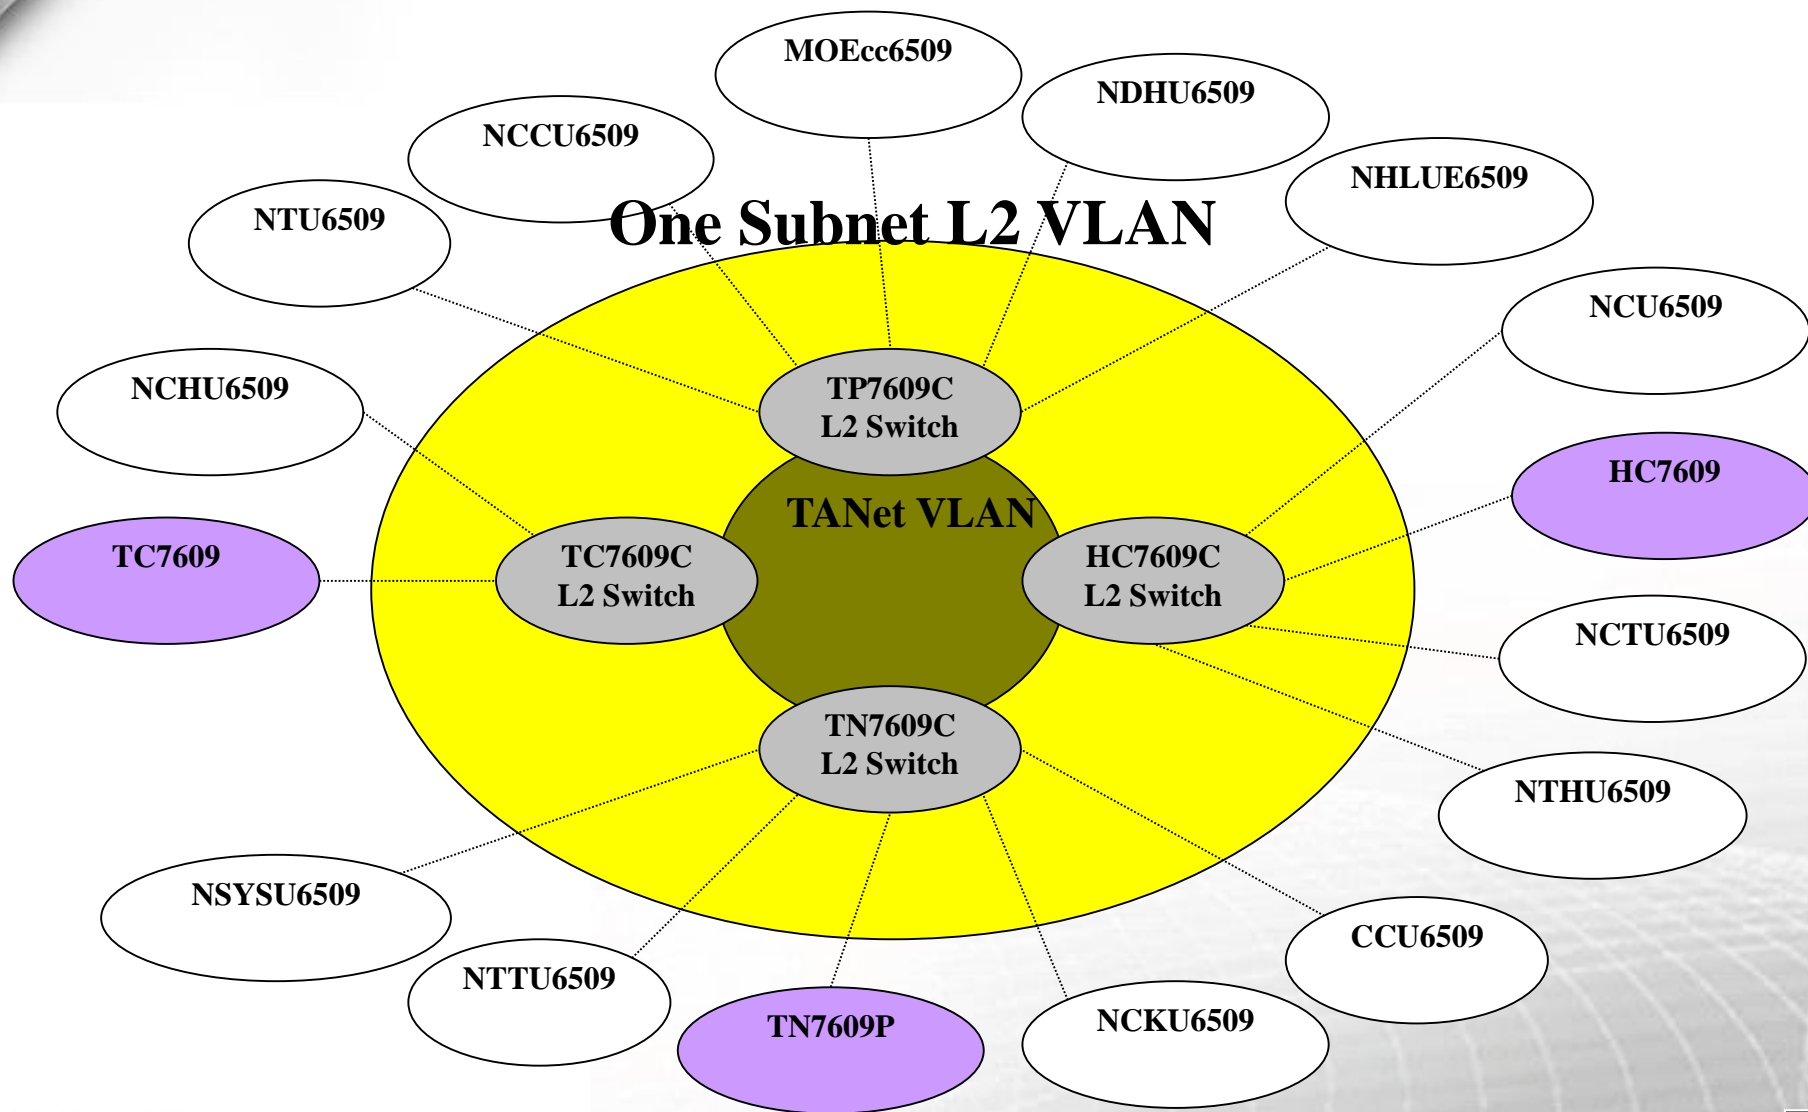 MOEcc6509
NDHU6509
NCCU6509
NHLUE6509
NTU6509
One Subnet L2 VLAN
NCU6509
NCHU6509
TP7609C
L2 Switch
HC7609
TANet VLAN
TC7609
TC7609C
L2 Switch
HC7609C
L2 Switch
NCTU6509
TN7609C
L2 Switch
NTHU6509
NSYSU6509
CCU6509
NTTU6509
TN7609P
NCKU6509